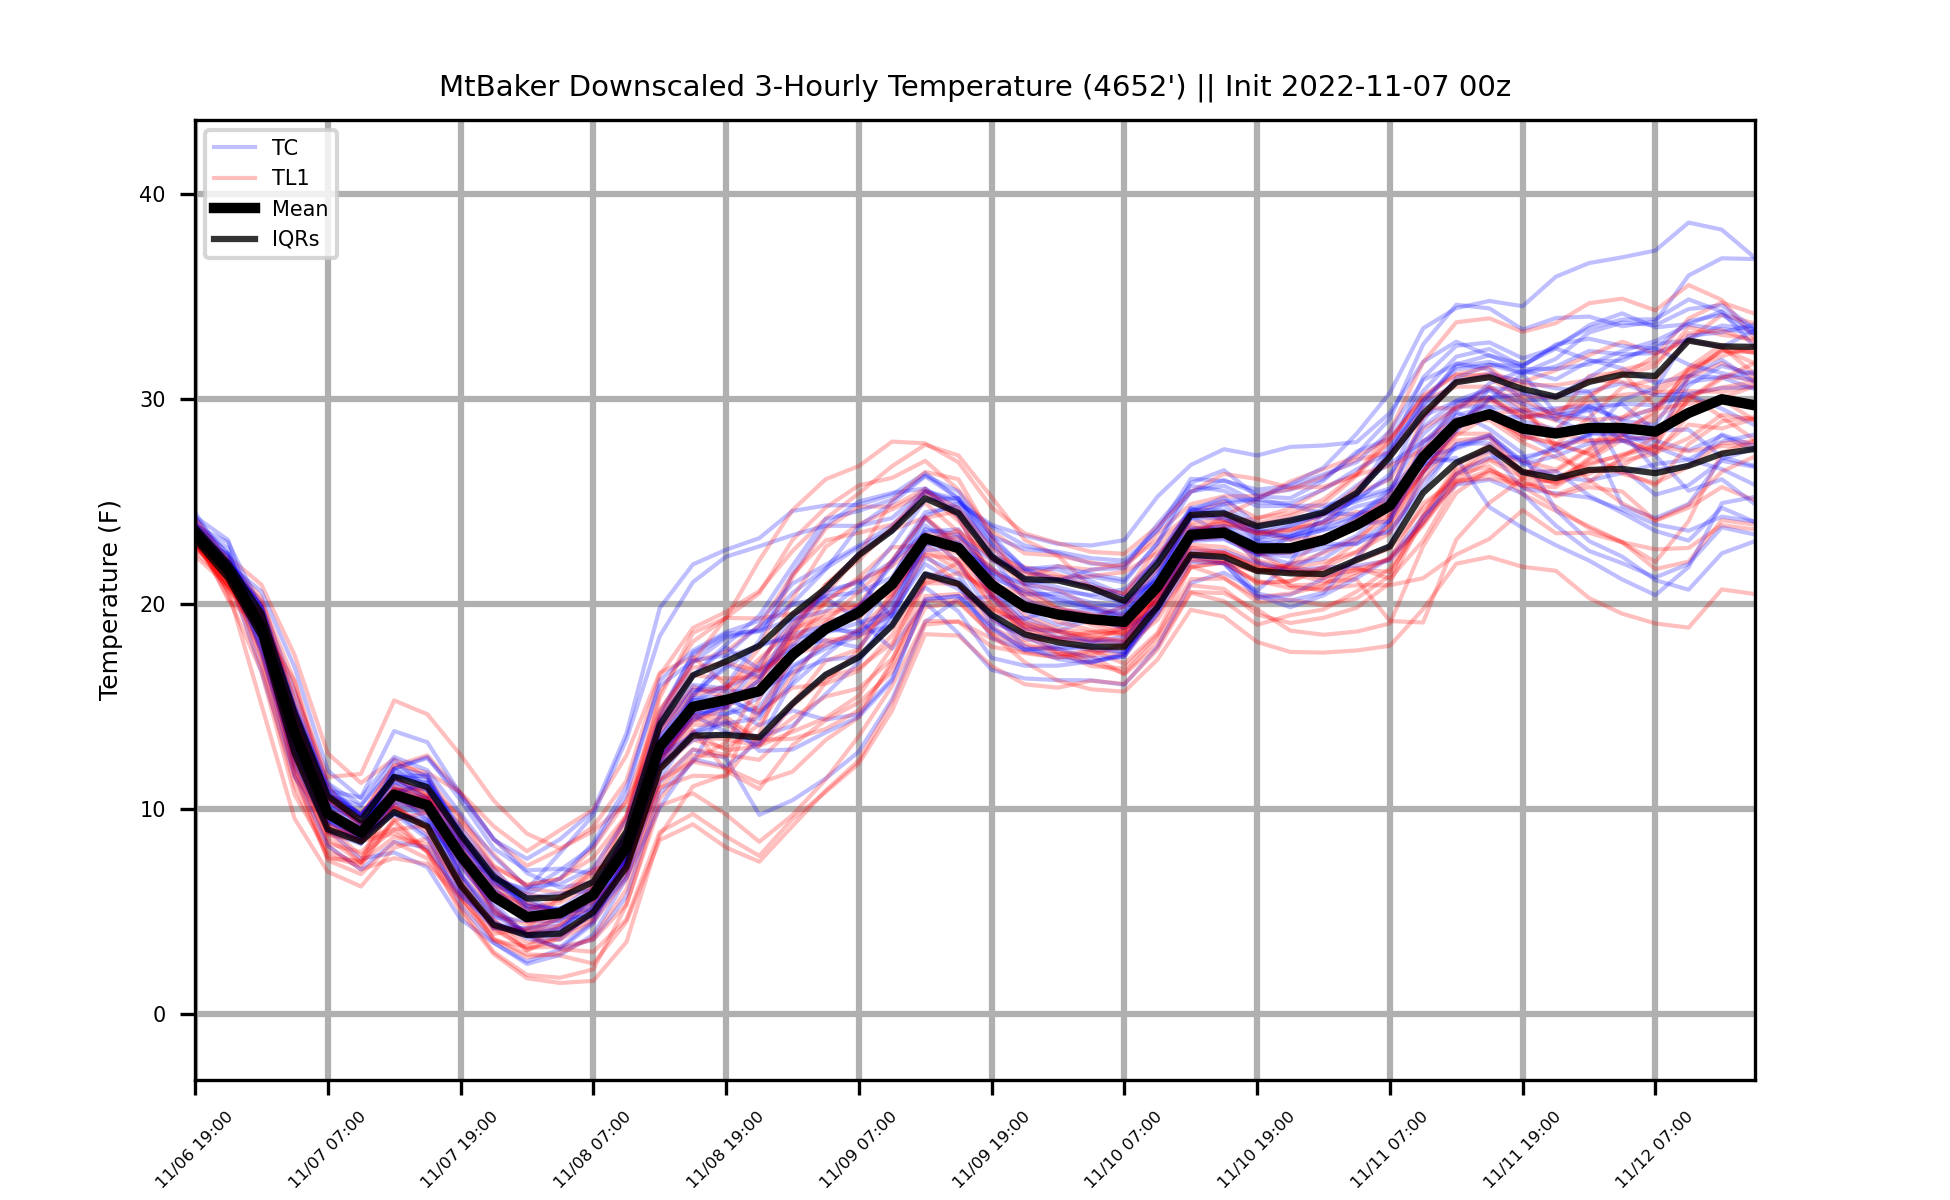 MtBaker Downscaled 3-Hourly Temperature (4652') || Init 2022-11-07 00z
TC
TL1
Mean
IQRs
Temperature (F)
40
30
20
10
0
11/06 19:00
11/07 07:00
11/07 19:00
11/08 07:00
11/08 19:00
11/09 07:00
11/09 19:00
11/10 07:00
11/10 19:00
11/11 07:00
11/11 19:00
11/12 07:00